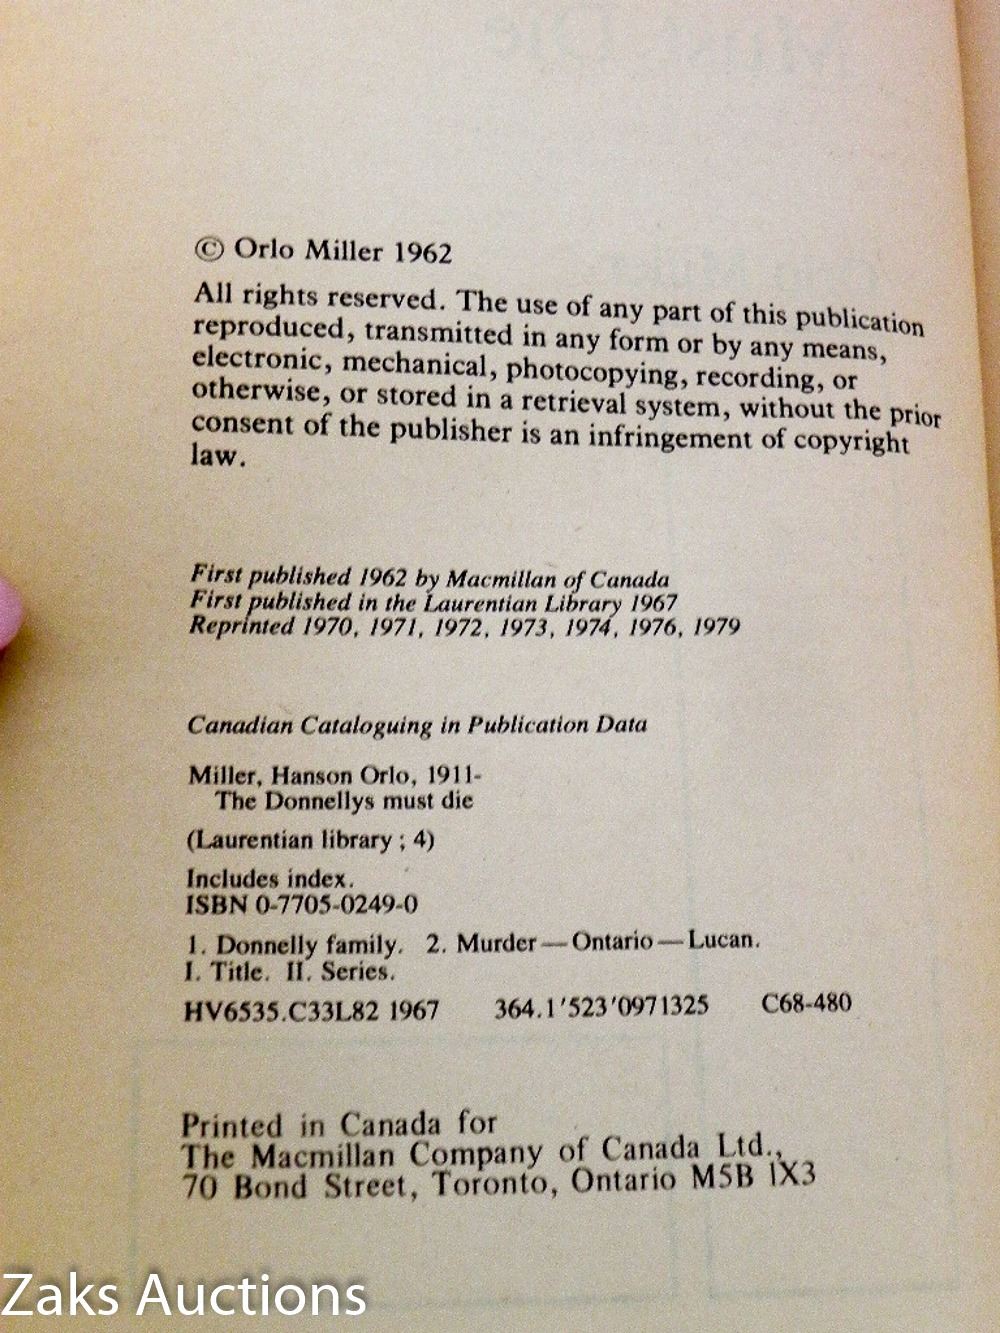 © Orlo Miller 1962
All rights reserved. The use of any part of this publication
reproduced, transmitted in any form or by any means,
electronic, mechanical, photocopying, recording, or
otherwise, or stored in a retrieval system, without the prior
consent of the publisher is an infringement of copyright
law.
First published 1962 by Macmillan of Canada
First published in the Laurentian Library 1967
Reprinted 1970, 1971, 1972, 1973, 1974, 1976, 1979
Canadian Cataloguing in Publication Data
Miller, Hanson Orlo, 1911-
The Donnellys must die
(Laurentian library ; 4)
Includes index.
ISBN 0-7705-0249-0
1. Donnelly family. 2. Murder — Ontario — Lucan.
I. Title. II. Series.
HV6535.C33L82 1967 364.1'523'0971325 C68-480
Printed in Canada for
The Macmillan Company of Canada Ltd.,
70 Bond Street, Toronto, Ontario M5B 1X3
Zaks Auctions